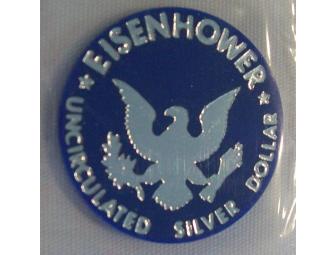 EISENHOWER
UNCIRCULATED SILVER DOLLAR